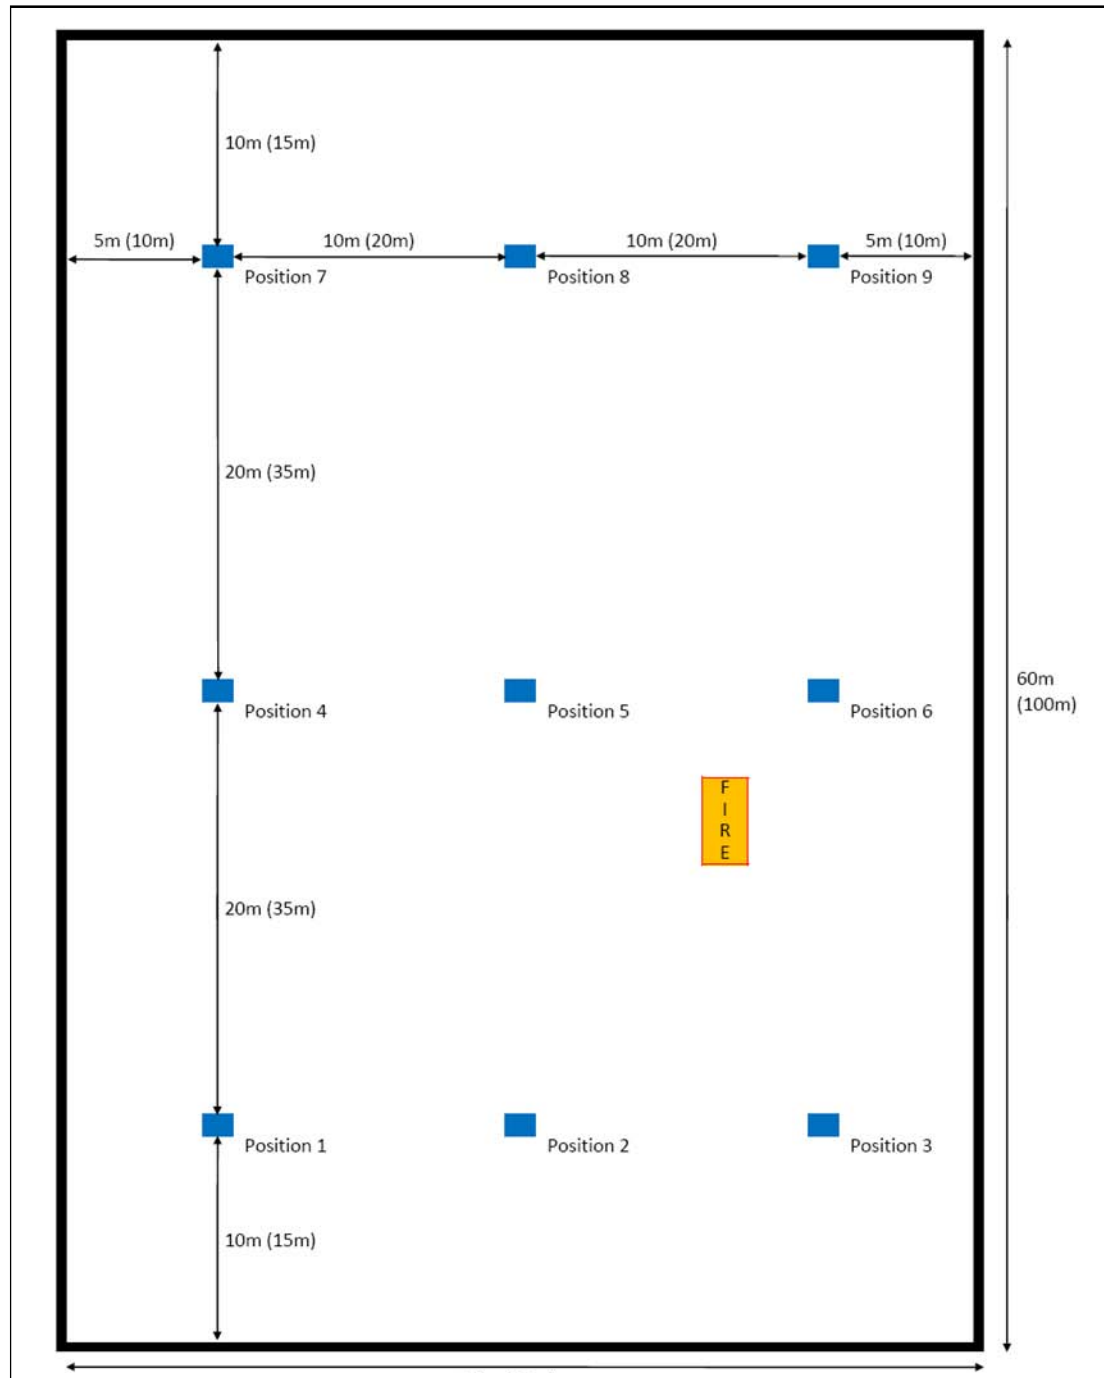 10m (15m)
5m (10m)
10m (20m)
10m (20m)
5m (10m)
Position 7
Position 8
Position 9
20m (35m)
60m
(100m)
Position 4
Position 5
Position 6
F
I
R
E
20m (35m)
Position 1
Position 2
Position 3
10m (15m)